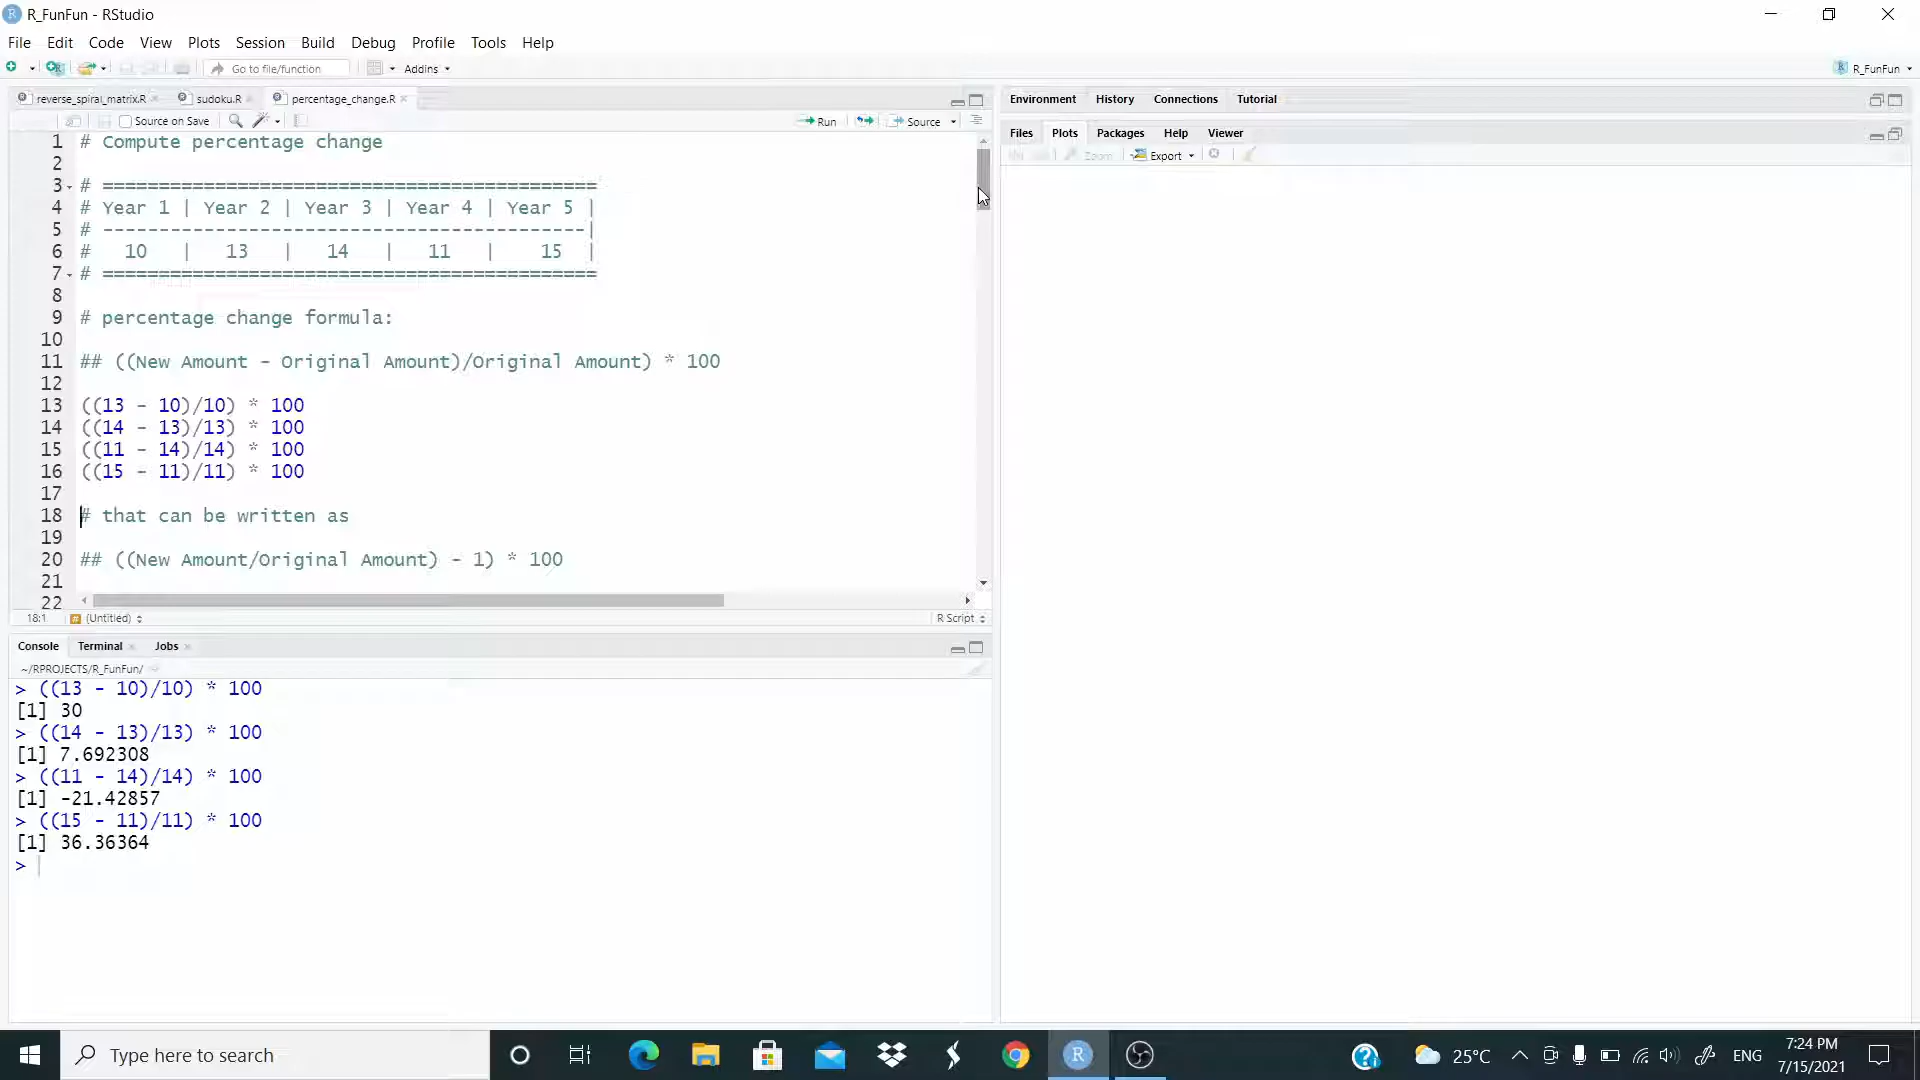 R_FunFun - RStudio
File Edit Code View Plots Session Build Debug Profile Tools Help
Go to file/function Addins R_FunFun
reverse_spiral_matrix.R sudoku.R percentage_change.R
Source on Save Run Source
1 # Compute percentage change
2
3 # ============================================
4 # Year 1 | Year 2 | Year 3 | Year 4 | Year 5 |
5 # -------------------------------------------|
6 # 10 | 13 | 14 | 11 | 15 |
7 # ============================================
8
9 # percentage change formula:
10
11 ## ((New Amount - Original Amount)/Original Amount) * 100
12
13 ((13 - 10)/10) * 100
14 ((14 - 13)/13) * 100
15 ((11 - 14)/14) * 100
16 ((15 - 11)/11) * 100
17
18 # that can be written as
19
20 ## ((New Amount/Original Amount) - 1) * 100
21
22
18:1 (Untitled) R Script
Console Terminal Jobs
~/RPROJECTS/R_FunFun/
> ((13 - 10)/10) * 100
[1] 30
> ((14 - 13)/13) * 100
[1] 7.692308
> ((11 - 14)/14) * 100
[1] -21.42857
> ((15 - 11)/11) * 100
[1] 36.36364
>
Environment History Connections Tutorial
Files Plots Packages Help Viewer
Zoom Export
Type here to search
25°C ENG
7:24 PM
7/15/2021